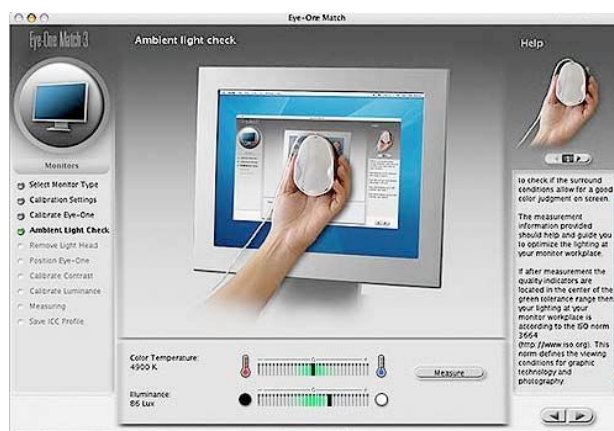 Eye-One Match
Eye-One Match 3
Ambient light check
Help
Monitors
Select Monitor Type
Calibration Settings
Calibrate Eye-One
Ambient Light Check
Remove Light Head
Position Eye-One
Calibrate Contrast
Calibrate Luminance
Measuring
Save ICC Profile
to check if the surround
conditions allow for a good
color judgment on screen.
The measurement
information provided
should help and guide you
to optimize the lighting at
your monitor workplace.
If after measurement the
quality-indicators are
located in the center of the
green tolerance range then
your lighting at your
monitor workplace is
according to the ISO norm
3664
(http://www.iso.org). This
norm defines the viewing
conditions for graphic
technology and
photography.
Color Temperature:
4900 K
Illuminance:
86 Lux
Measure